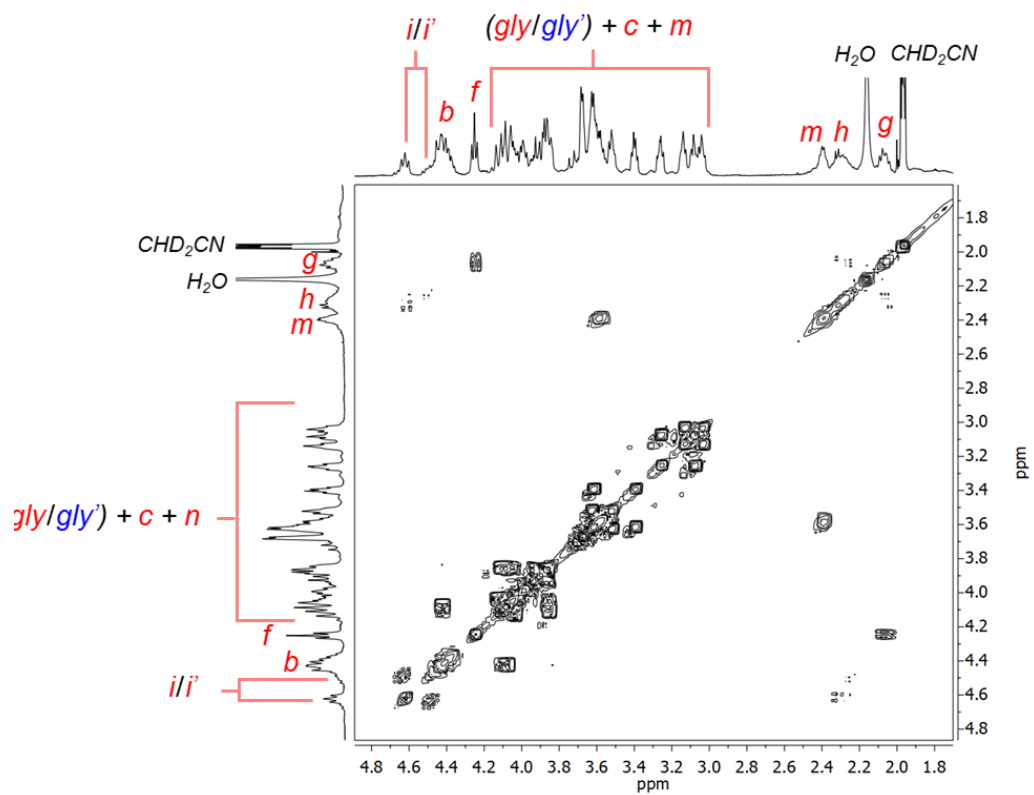 i/i’
(gly/gly’) + c + m
H2O
CHD2CN
b
f
m
h
g
CHD2CN
g
H2O
h
m
gly/gly’) + c + n
f
b
i/i’
1.8
2.0
2.2
2.4
2.6
2.8
3.0
3.2
3.4
3.6
3.8
4.0
4.2
4.4
4.6
4.8
ppm
4.8 4.6 4.4 4.2 4.0 3.8 3.6 3.4 3.2 3.0 2.8 2.6 2.4 2.2 2.0 1.8
ppm